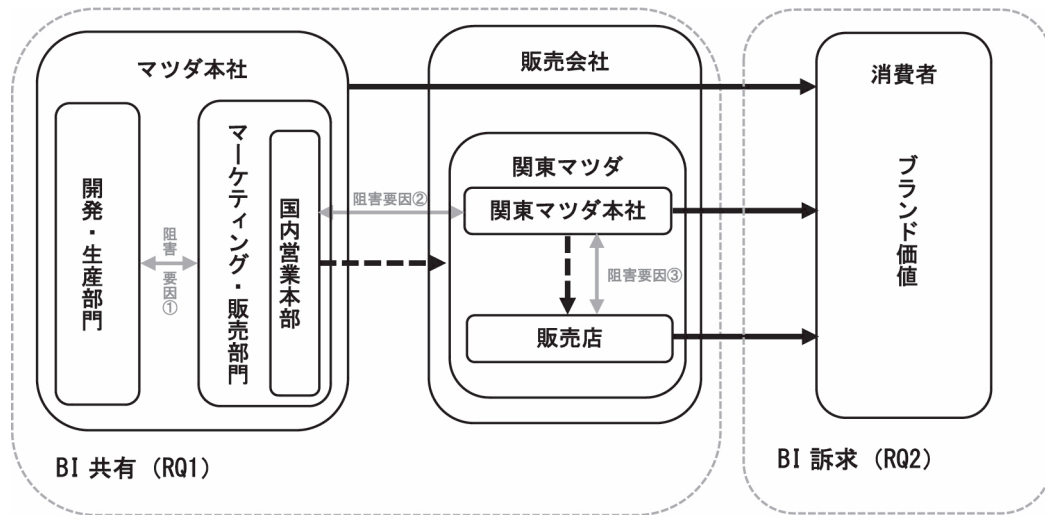 マツダ本社
開発・生産部門
阻害
要因①
マーケティング・販売部門
国内営業本部
阻害要因②
販売会社
関東マツダ
関東マツダ本社
阻害要因③
販売店
消費者
ブランド価値
BI 共有（RQ1）
BI 訴求（RQ2）